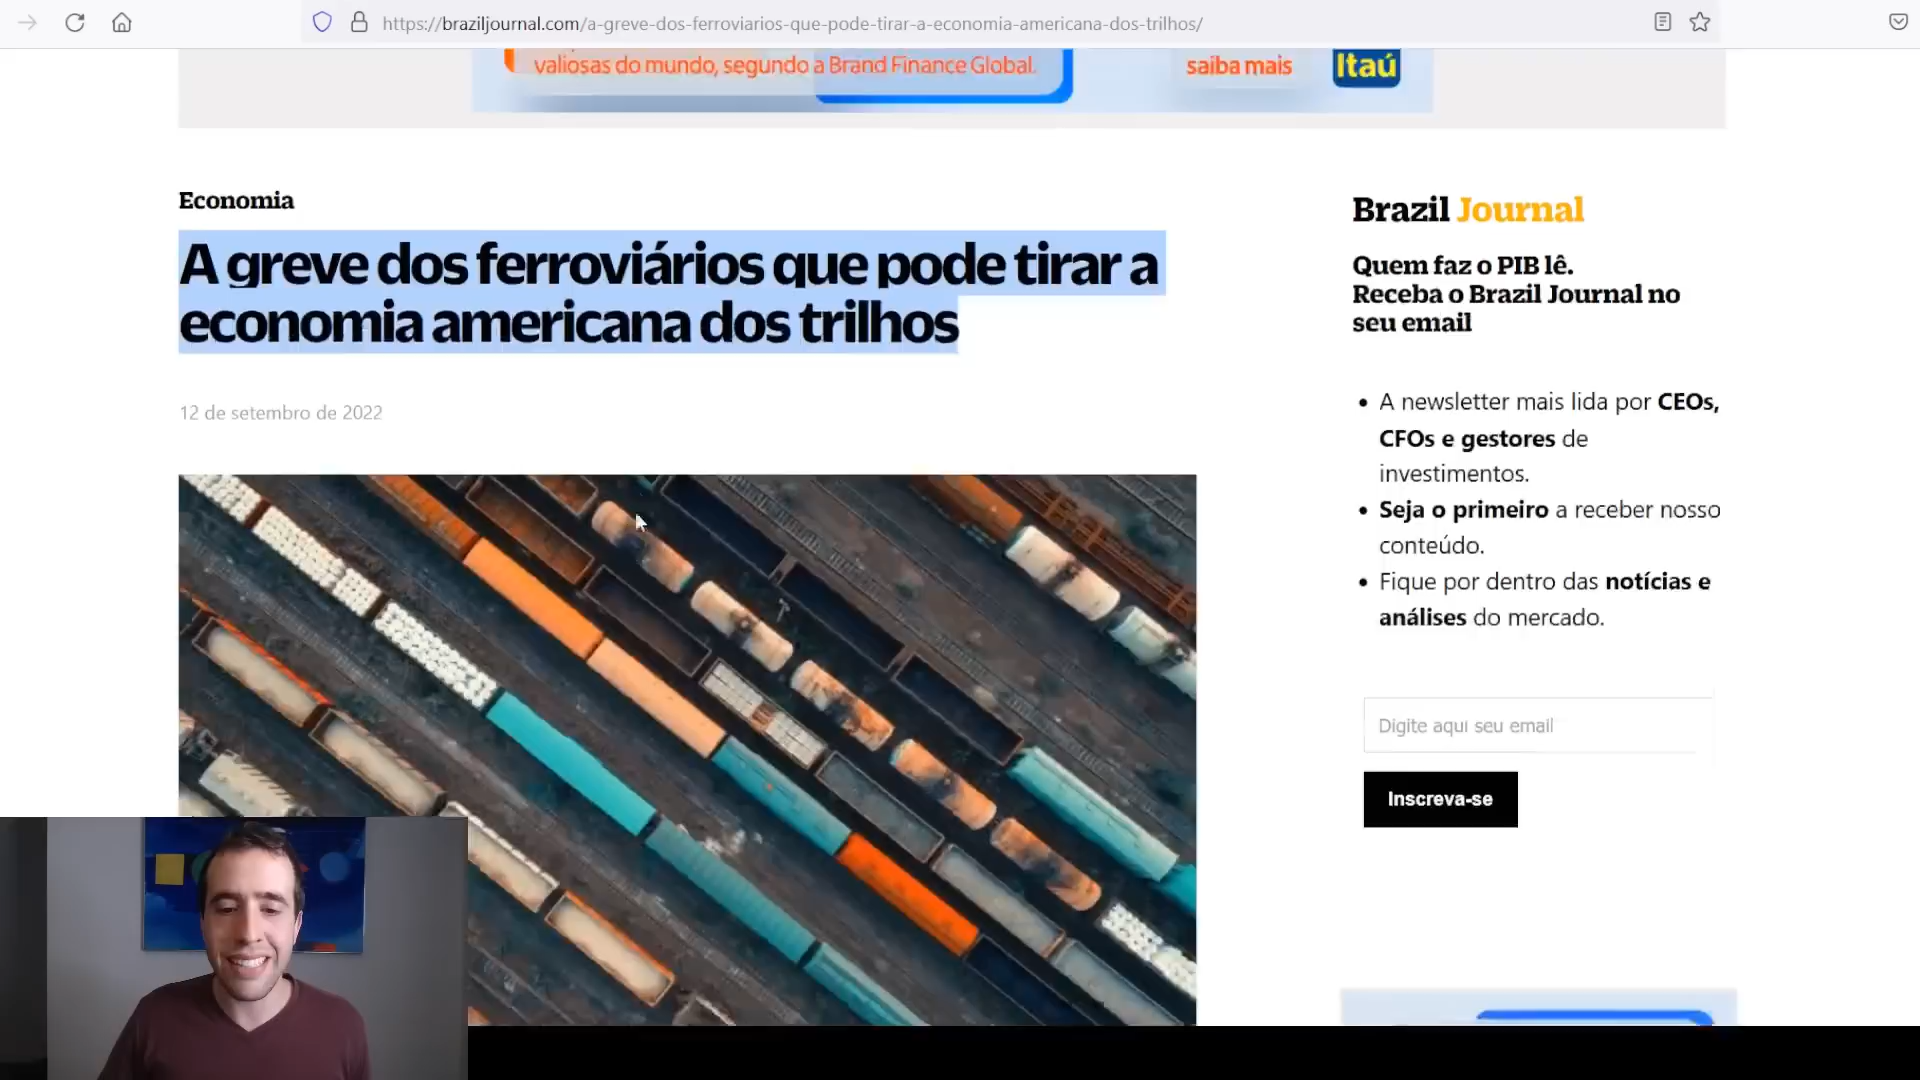 https://braziljournal.com/a-greve-dos-ferroviarios-que-pode-tirar-a-economia-americana-dos-trilhos/
valiosas do mundo, segundo a Brand Finance Global.
saiba mais
Itaú
Economia
A greve dos ferroviários que pode tirar a
economia americana dos trilhos
12 de setembro de 2022
Brazil Journal
Quem faz o PIB lê.
Receba o Brazil Journal no
seu email
A newsletter mais lida por CEOs,
CFOs e gestores de
investimentos.
Seja o primeiro a receber nosso
conteúdo.
Fique por dentro das notícias e
análises do mercado.
Digite aqui seu email
Inscreva-se